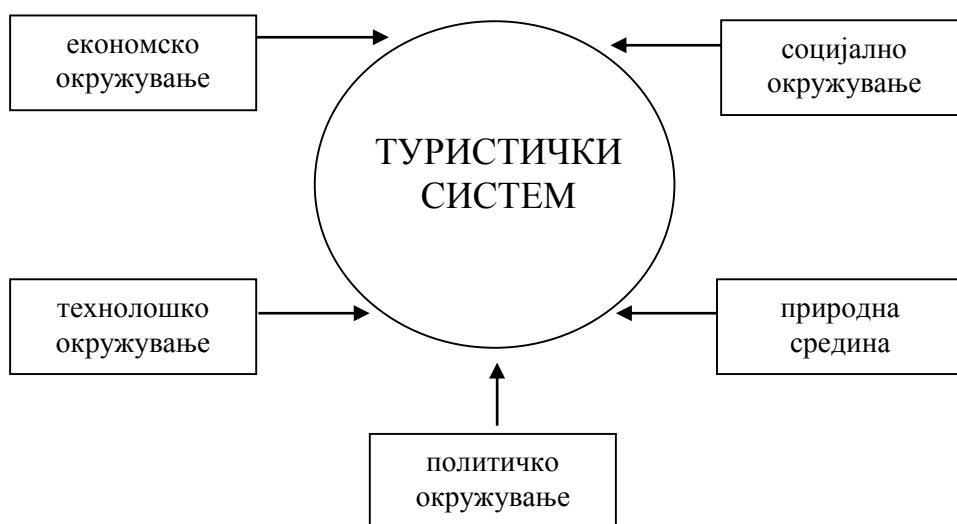 економско
окружување
социјално
окружување
ТУРИСТИЧКИ
СИСТЕМ
технолошко
окружување
природна
средина
политичко
окружување